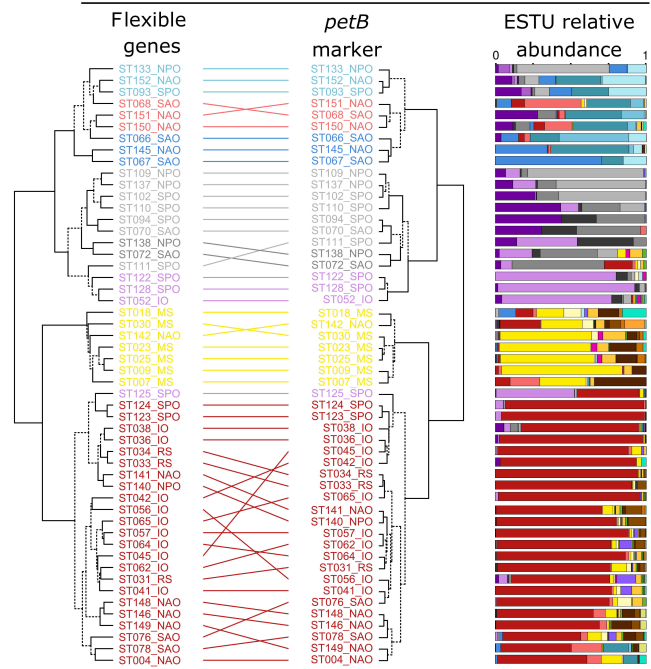 Flexible genes
petB marker
ESTU relative abundance
0 1
ST133_NPO ST133_NPO
ST152_NAO ST152_NAO
ST093_SPO ST093_SPO
ST068_SAO ST151_NAO
ST151_NAO ST068_SAO
ST150_NAO ST150_NAO
ST066_SAO ST066_SAO
ST145_NAO ST145_NAO
ST067_SAO ST067_SAO
ST109_NPO ST109_NPO
ST137_NPO ST137_NPO
ST102_SPO ST102_SPO
ST110_SPO ST110_SPO
ST094_SPO ST094_SPO
ST070_SAO ST070_SAO
ST138_NPO ST111_SPO
ST072_SAO ST138_NPO
ST111_SPO ST072_SAO
ST122_SPO ST122_SPO
ST128_SPO ST128_SPO
ST052_IO ST052_IO
ST018_MS ST018_MS
ST030_MS ST142_NAO
ST142_NAO ST030_MS
ST023_MS ST023_MS
ST025_MS ST025_MS
ST009_MS ST009_MS
ST007_MS ST007_MS
ST125_SPO ST125_SPO
ST124_SPO ST124_SPO
ST123_SPO ST123_SPO
ST038_IO ST038_IO
ST036_IO ST036_IO
ST034_RS ST045_IO
ST033_RS ST042_IO
ST141_NAO ST034_RS
ST140_NPO ST033_RS
ST042_IO ST065_IO
ST056_IO ST141_NAO
ST065_IO ST140_NPO
ST057_IO ST057_IO
ST064_IO ST062_IO
ST045_IO ST064_IO
ST062_IO ST031_RS
ST031_RS ST056_IO
ST041_IO ST041_IO
ST148_NAO ST076_SAO
ST146_NAO ST148_NAO
ST149_NAO ST146_NAO
ST076_SAO ST078_SAO
ST078_SAO ST149_NAO
ST004_NAO ST004_NAO